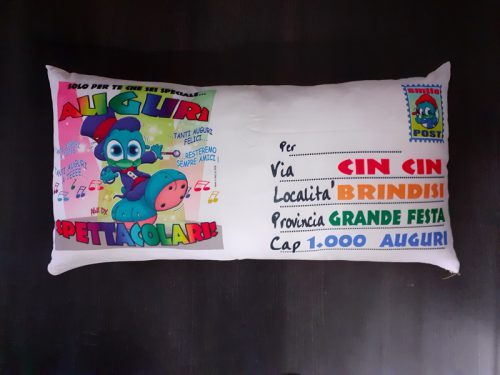 SOLO PER TE CHE SEI SPECIALE...
AUGURI
TANTI AUGURI
FELICI...
...RESTEREMO
SEMPRE AMICI!
SPETTACOLARI!
Smile
POST
Per
Via CIN CIN
Localita' BRINDISI
Provincia GRANDE FESTA
Cap 1.000 AUGURI